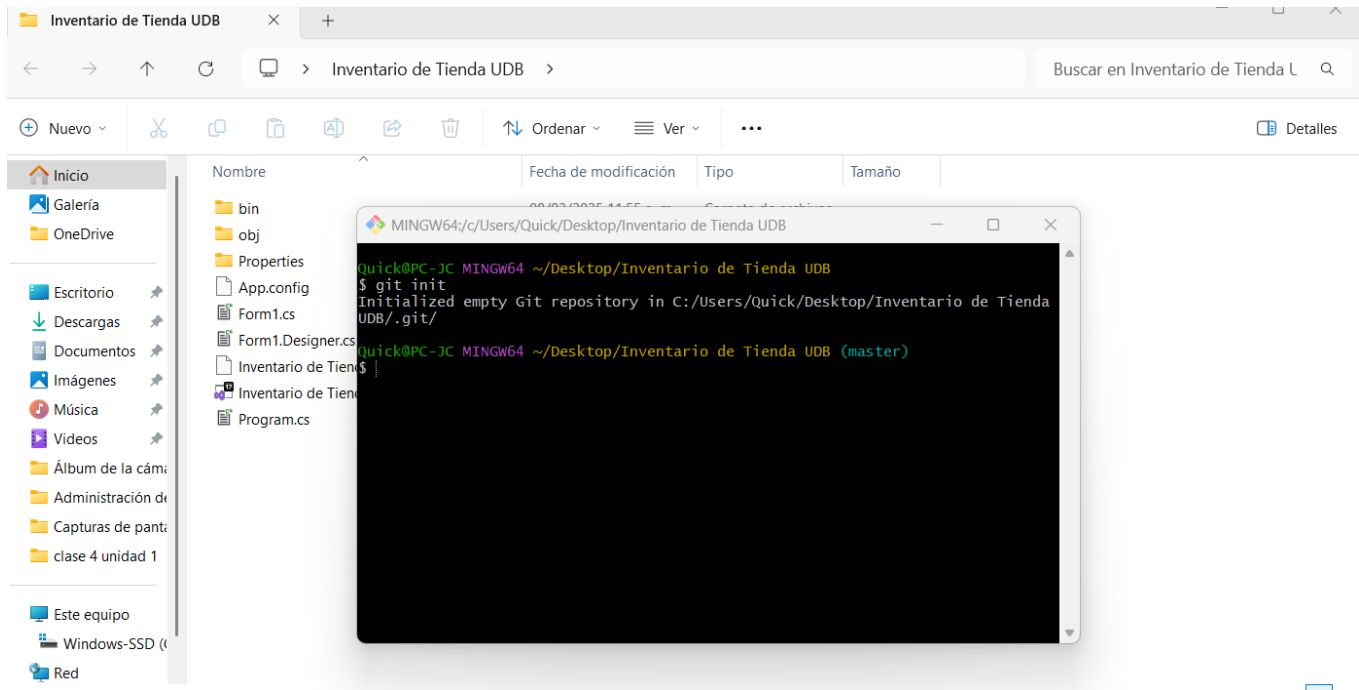 Inventario de Tienda UDB
Inventario de Tienda UDB
Buscar en Inventario de Tienda
Nuevo
Ordenar
Ver
Detalles
Inicio
Galería
OneDrive
Escritorio
Descargas
Documentos
Imágenes
Música
Videos
Álbum de la
Administración
Capturas de
clase 4 unidad 1
Este equipo
Windows-SSD
Red
Nombre
Fecha de modificación
Tipo
Tamaño
bin
obj
Properties
App.config
Form1.cs
Form1.Designer.cs
Inventario de
Inventario de
Program.cs
MINGW64:/c/Users/Quick/Desktop/Inventario de Tienda UDB
Quick@PC-JC MINGW64 ~/Desktop/Inventario de Tienda UDB
$ git init
Initialized empty Git repository in C:/Users/Quick/Desktop/Inventario de Tienda
UDB/.git/
Quick@PC-JC MINGW64 ~/Desktop/Inventario de Tienda UDB (master)
$